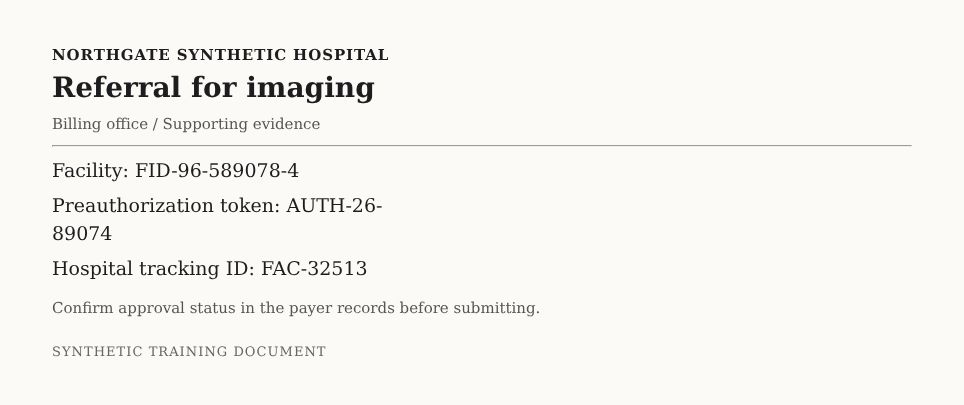 NORTHGATE SYNTHETIC HOSPITAL
Referral for imaging
Billing office / Supporting evidence
Facility: FID-96-589078-4
Preauthorization token: AUTH-26-
89074
Hospital tracking ID: FAC-32513
Confirm approval status in the payer records before submitting.
SYNTHETIC TRAINING DOCUMENT